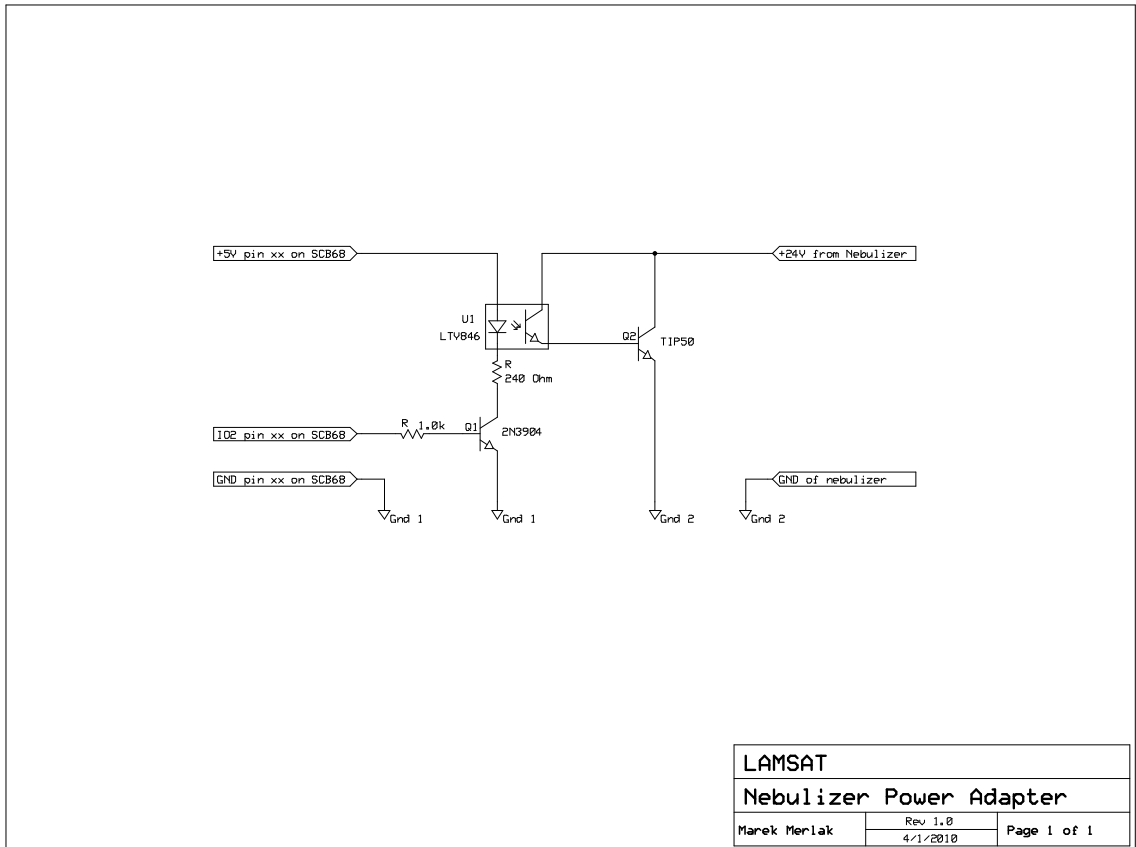 +5V pin xx on SCB68
+24V from Nebulizer
U1
LTV846
Q2
TIP50
R
240 Ohm
IO2 pin xx on SCB68
R 1.0k
Q1
2N3904
GND pin xx on SCB68
GND of nebulizer
Gnd 1
Gnd 1
Gnd 2
Gnd 2
LAMSAT
Nebulizer Power Adapter
Marek Merlak
Rev 1.0
4/1/2010
Page 1 of 1